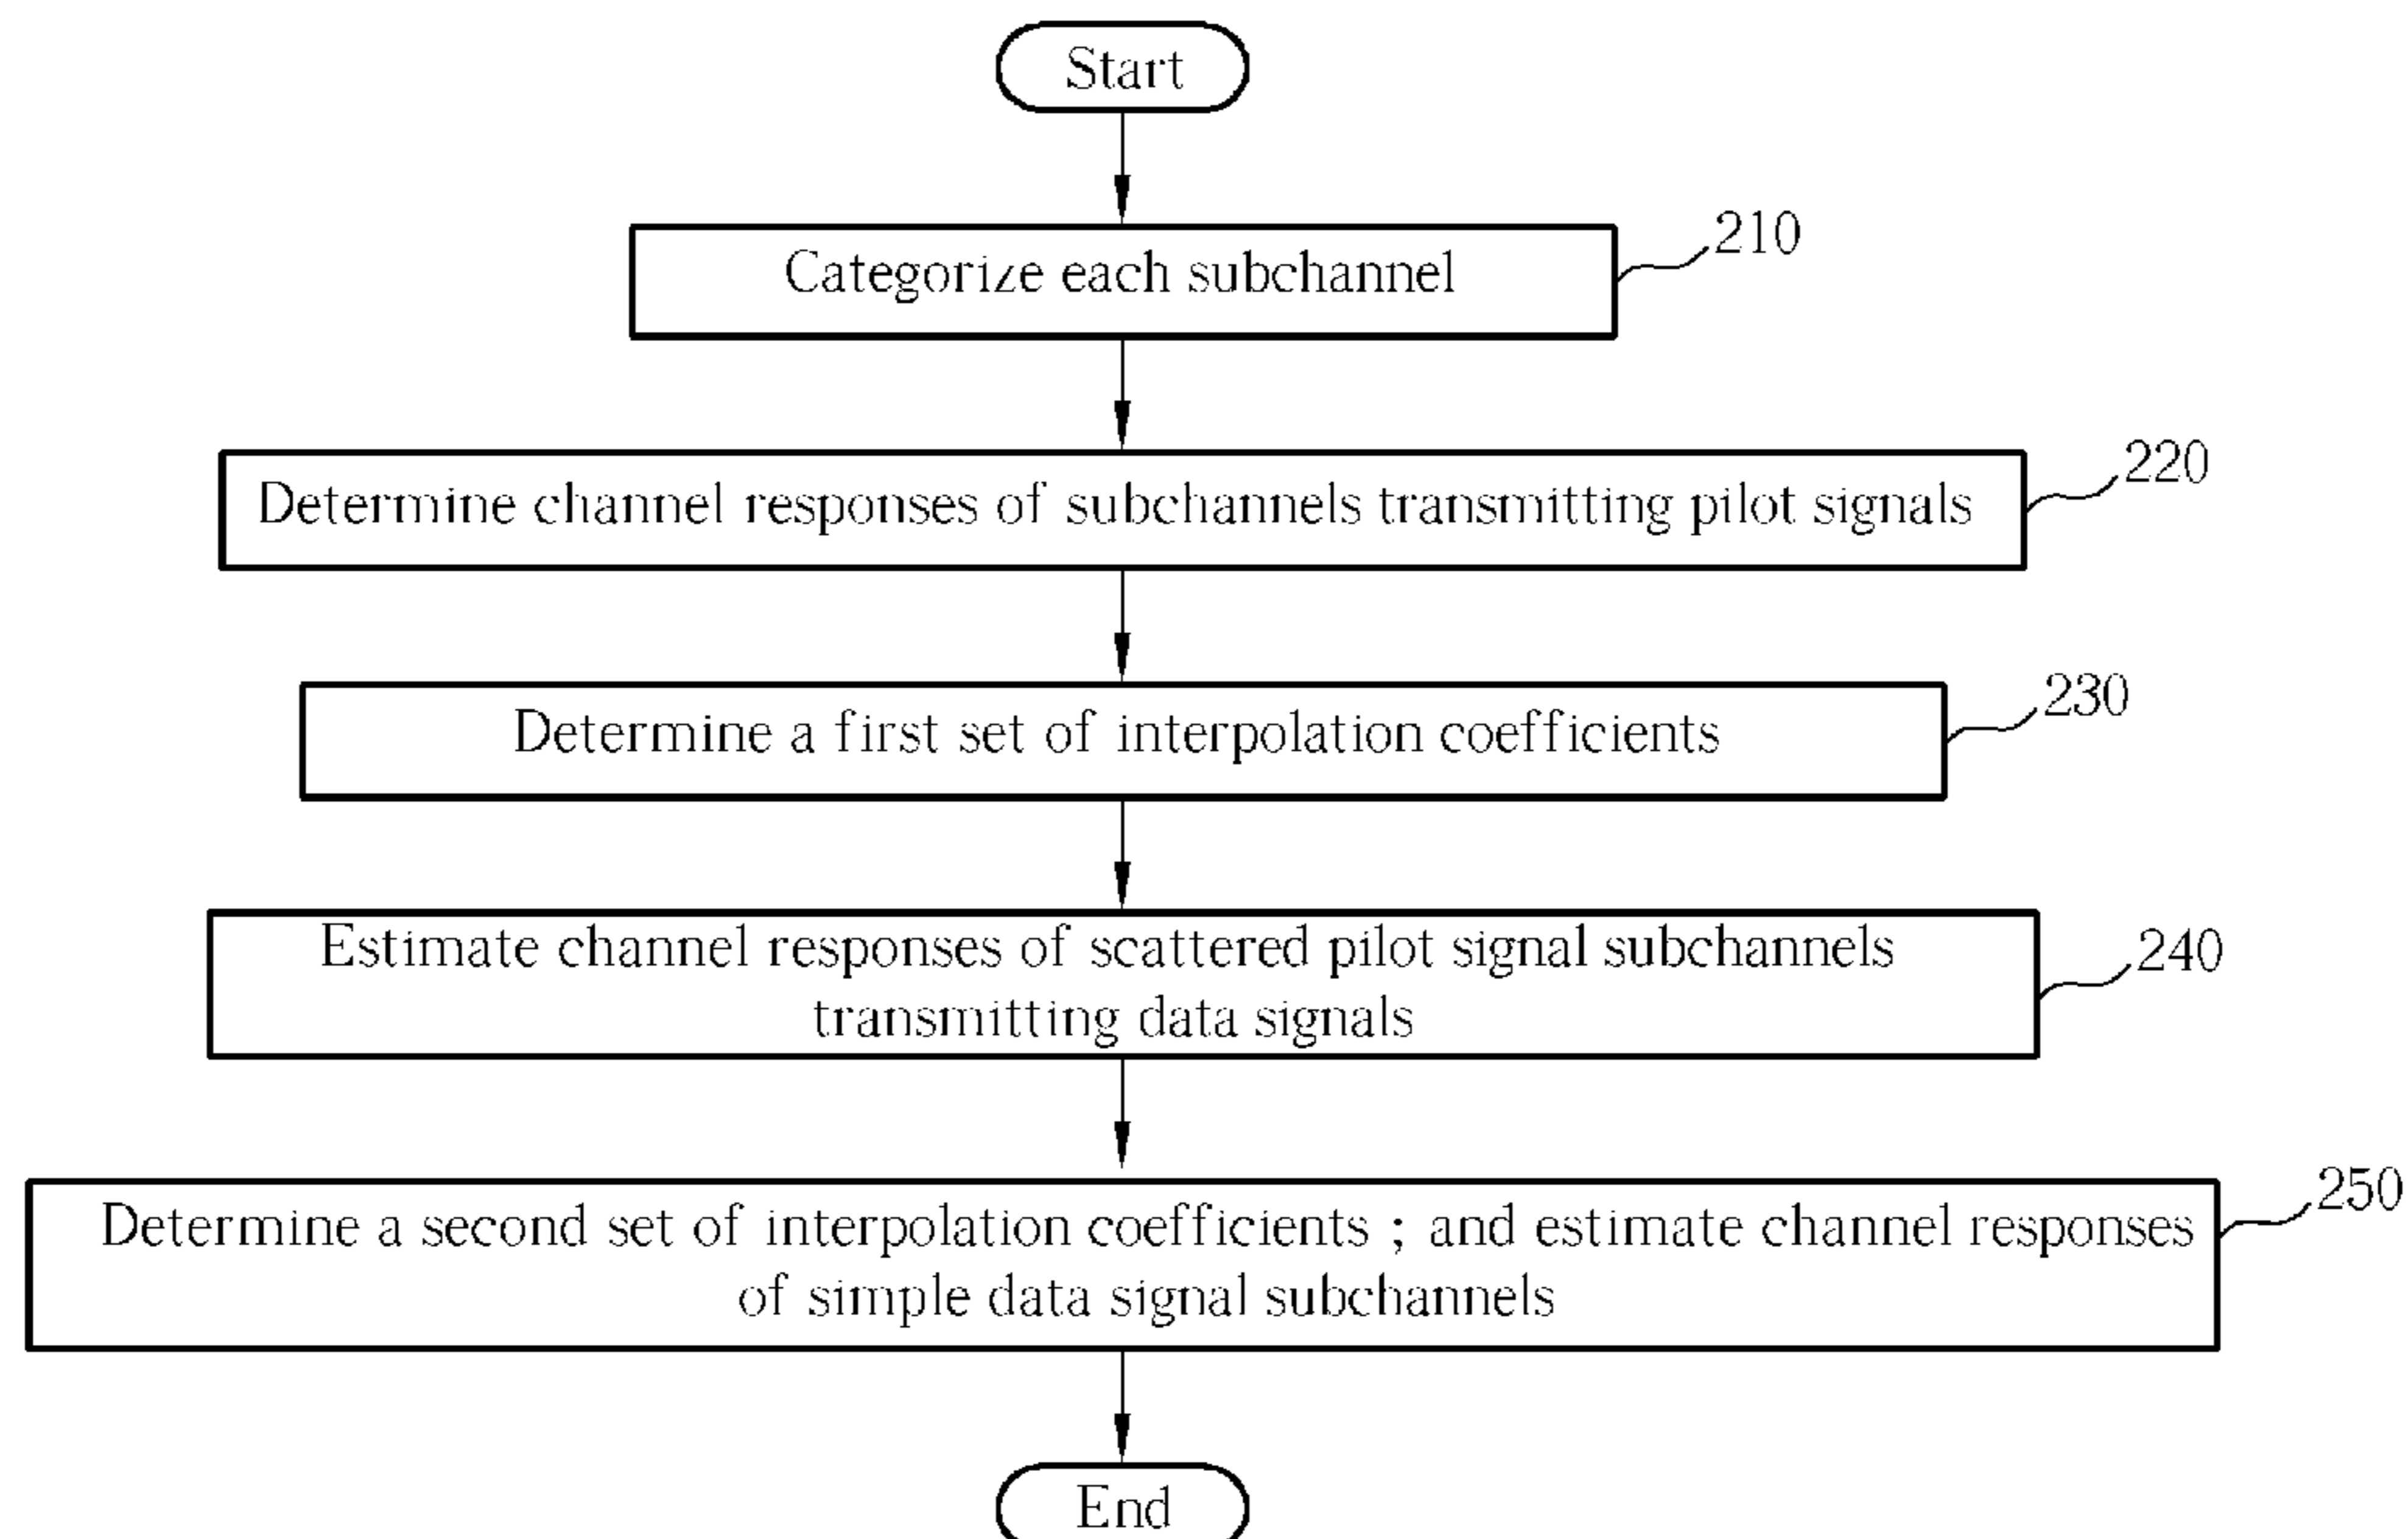 Start
Categorize each subchannel
210
Determine channel responses of subchannels transmitting pilot signals
220
Determine a first set of interpolation coefficients
230
Estimate channel responses of scattered pilot signal subchannels
transmitting data signals
240
Determine a second set of interpolation coefficients ; and estimate channel responses
of simple data signal subchannels
250
End